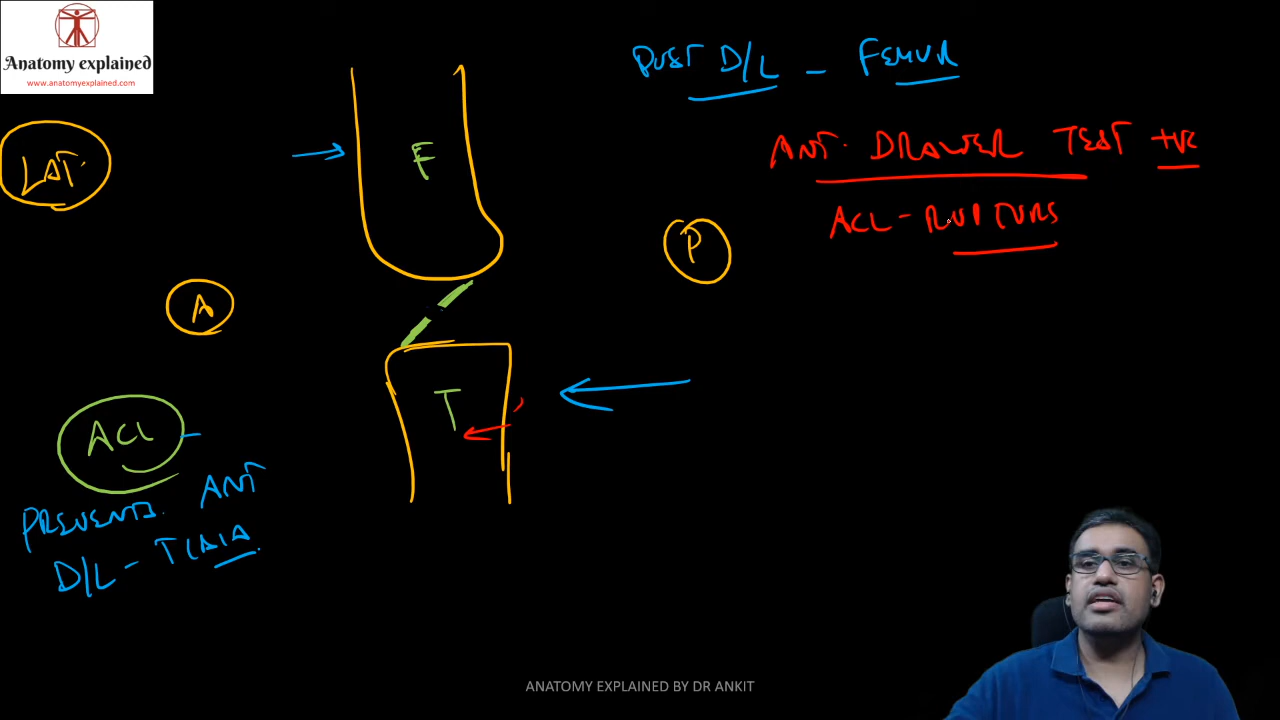 Anatomy explained
www.anatomyexplained.com
POST D/L - FEMUR
ANT. DRAWER TEST +VE
ACL - RUPTURE
LAT.
F
P
A
T
ACL -
PREVENTS ANT
D/L - TIBIA.
ANATOMY EXPLAINED BY DR ANKIT